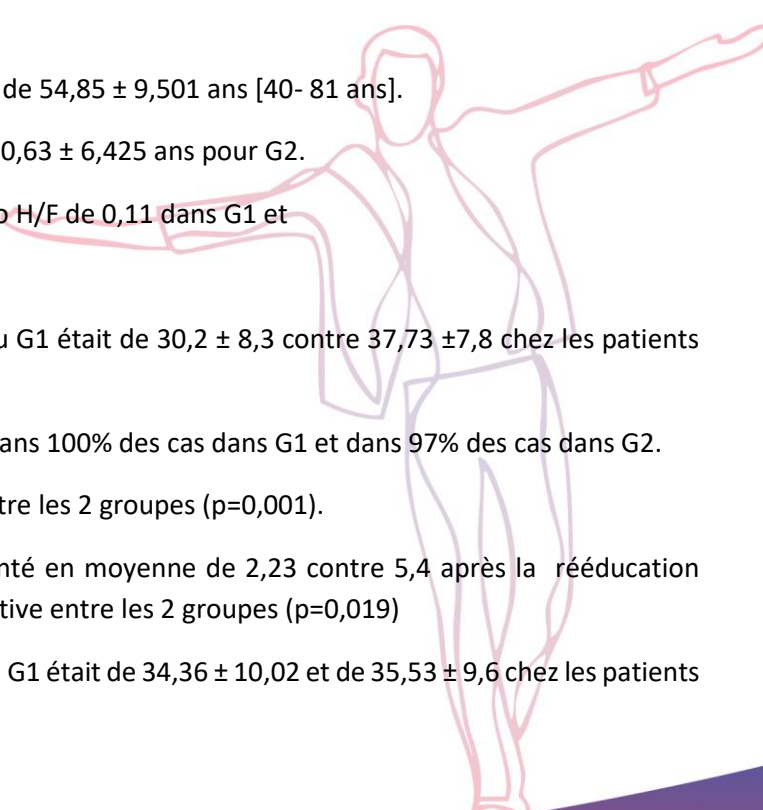 de 54,85 ± 9,501 ans [40- 81 ans].
0,63 ± 6,425 ans pour G2.
H/F de 0,11 dans G1 et
G1 était de 30,2 ± 8,3 contre 37,73 ±7,8 chez les patients
ans 100% des cas dans G1 et dans 97% des cas dans G2.
tre les 2 groupes (p=0,001).
nté en moyenne de 2,23 contre 5,4 après la rééducation
tive entre les 2 groupes (p=0,019)
G1 était de 34,36 ± 10,02 et de 35,53 ± 9,6 chez les patients